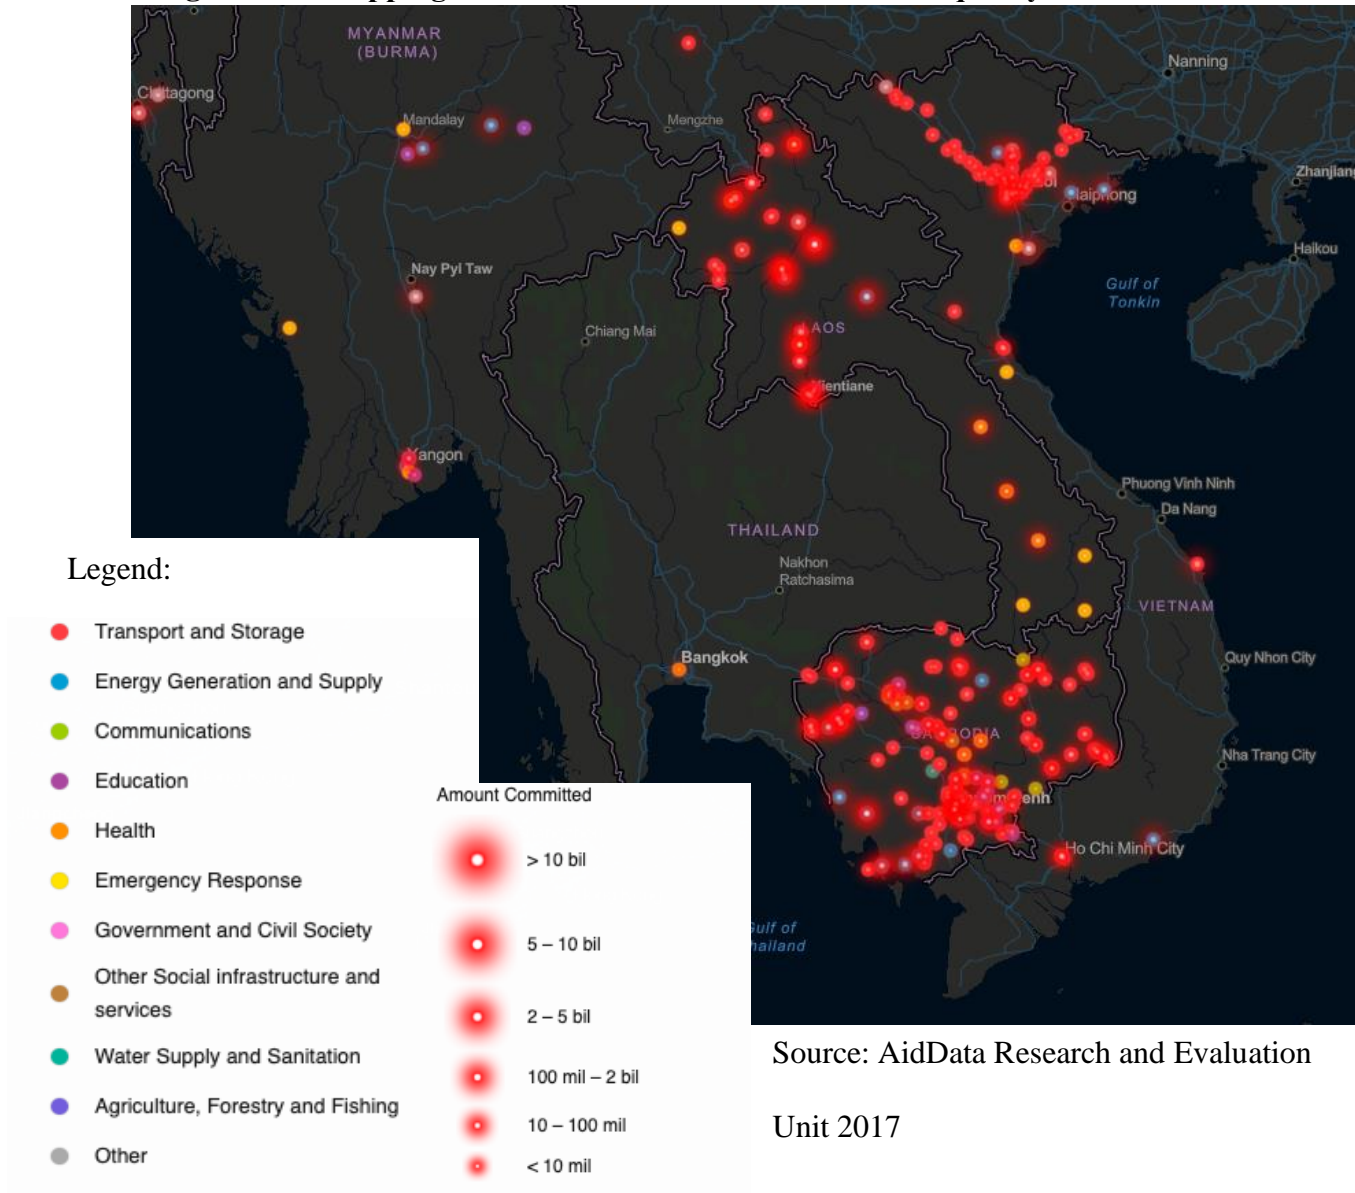 MYANMAR
(BURMA)
Nanning
Mandalay
Mengzhe
Zhanjiang
Haikou
Nay Pyi Taw
Gulf of
Tonkin
Chiang Mai
LAOS
Vientiane
Yangon
Phuong Vinh Ninh
Da Nang
THAILAND
Nakhon
Ratchasima
VIETNAM
Bangkok
Quy Nhon City
Nha Trang City
Ho Chi Minh City
Gulf of
Thailand
Legend:
Transport and Storage
Energy Generation and Supply
Communications
Education
Health
Emergency Response
Government and Civil Society
Other Social infrastructure and
services
Water Supply and Sanitation
Agriculture, Forestry and Fishing
Other
Amount Committed
> 10 bil
5 – 10 bil
2 – 5 bil
100 mil – 2 bil
10 – 100 mil
< 10 mil
Source: AidData Research and Evaluation
Unit 2017